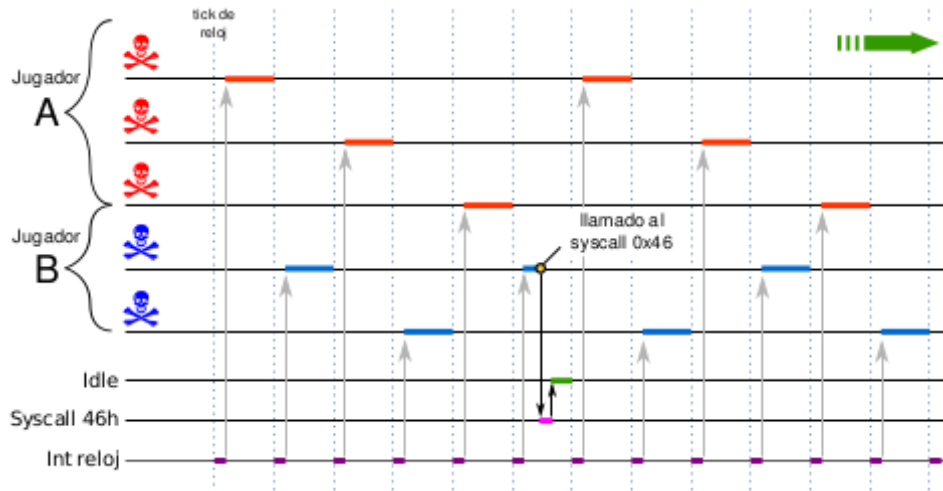 tick de
reloj
Jugador
A
Jugador
B
llamado al
syscall 0x46
Idle
Syscall 46h
Int reloj